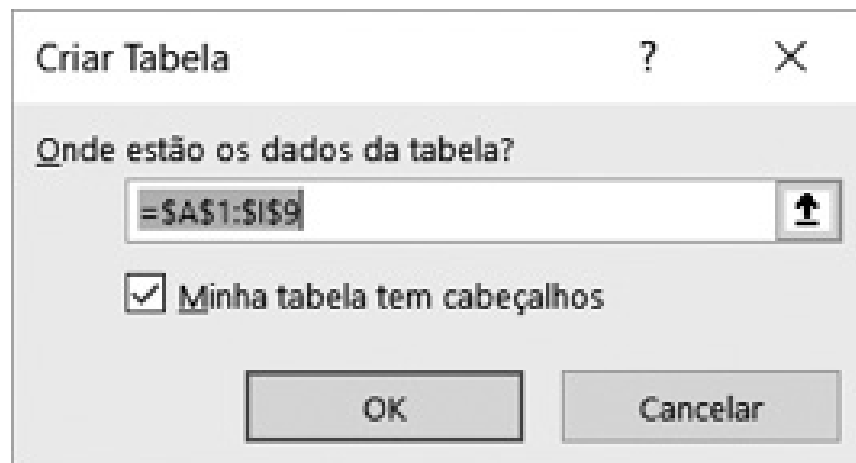 Criar Tabela ? ×
Onde estão os dados da tabela?
=$A$1:$I$9
Minha tabela tem cabeçalhos
OK Cancelar